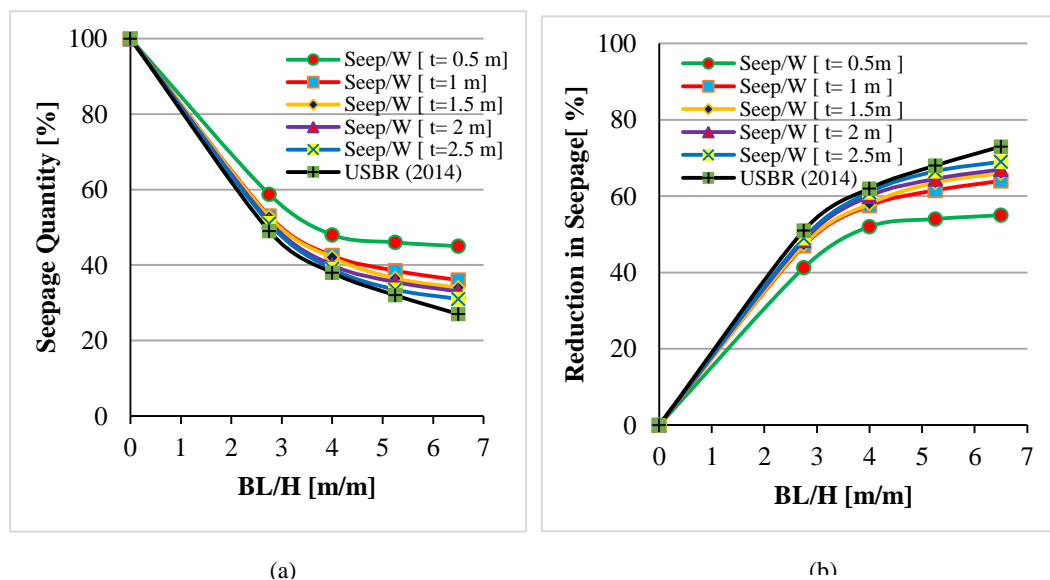 100
80
60
40
20
0
Seepage Quantity [%]
Seep/W [ t= 0.5 m]
Seep/W [ t=1 m]
Seep/W [ t=1.5 m]
Seep/W [ t= 2 m]
Seep/W [ t= 2.5 m]
USBR (2014)
0 1 2 3 4 5 6 7
BL/H [m/m]
(a)
100
80
60
40
20
0
Reduction in Seepage[ %]
Seep/W [ t= 0.5m ]
Seep/W [ t= 1 m ]
Seep/W [ t= 1.5m ]
Seep/W [ t= 2 m ]
Seep/W [ t= 2.5m ]
USBR (2014)
0 1 2 3 4 5 6 7
BL/H [m/m]
(b)